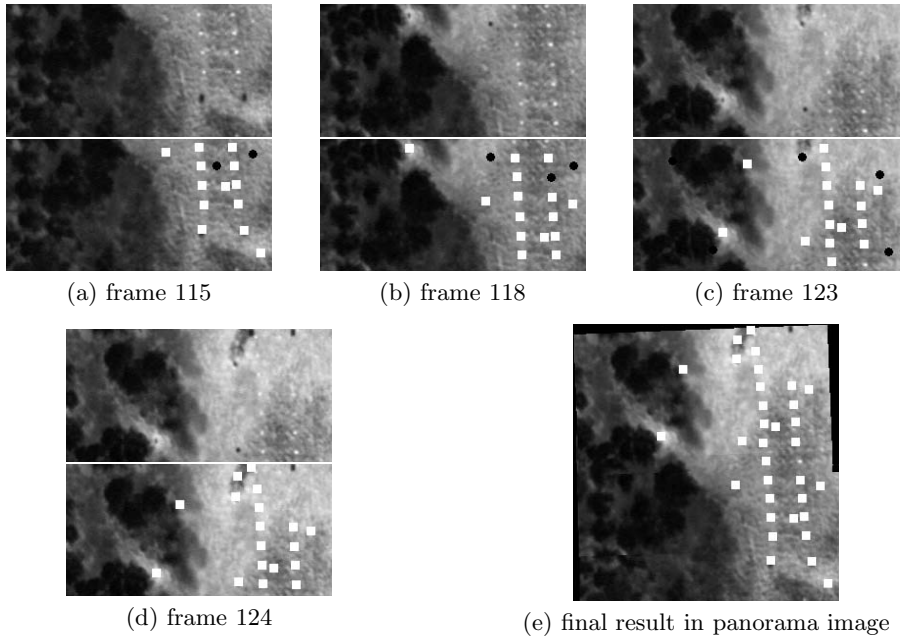 (a) frame 115
(b) frame 118
(c) frame 123
(d) frame 124
(e) final result in panorama image